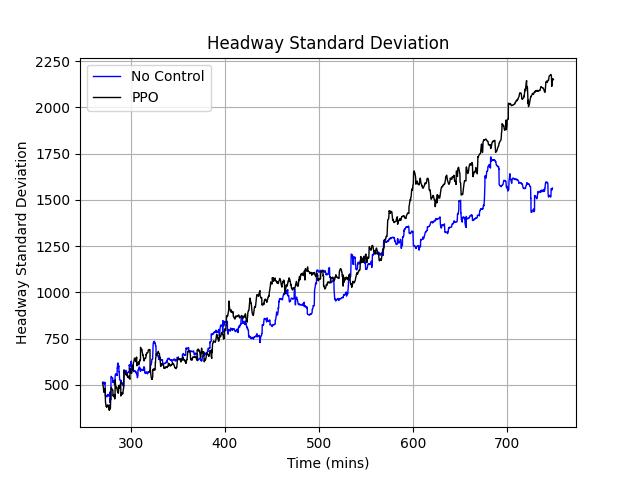 Headway Standard Deviation
No Control
PPO
Headway Standard Deviation
2250
2000
1750
1500
1250
1000
750
500
300 400 500 600 700
Time (mins)